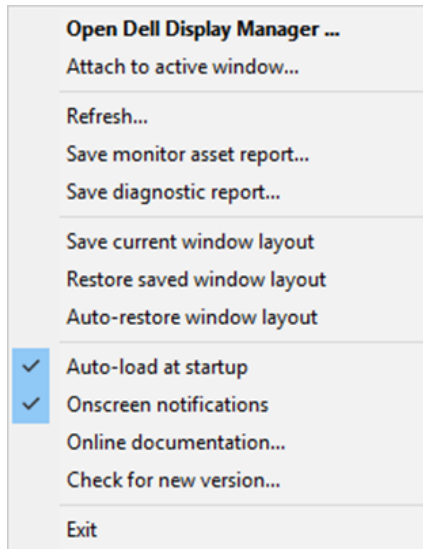 Open Dell Display Manager ...
Attach to active window...
Refresh...
Save monitor asset report...
Save diagnostic report...
Save current window layout
Restore saved window layout
Auto-restore window layout
Auto-load at startup
Onscreen notifications
Online documentation...
Check for new version...
Exit